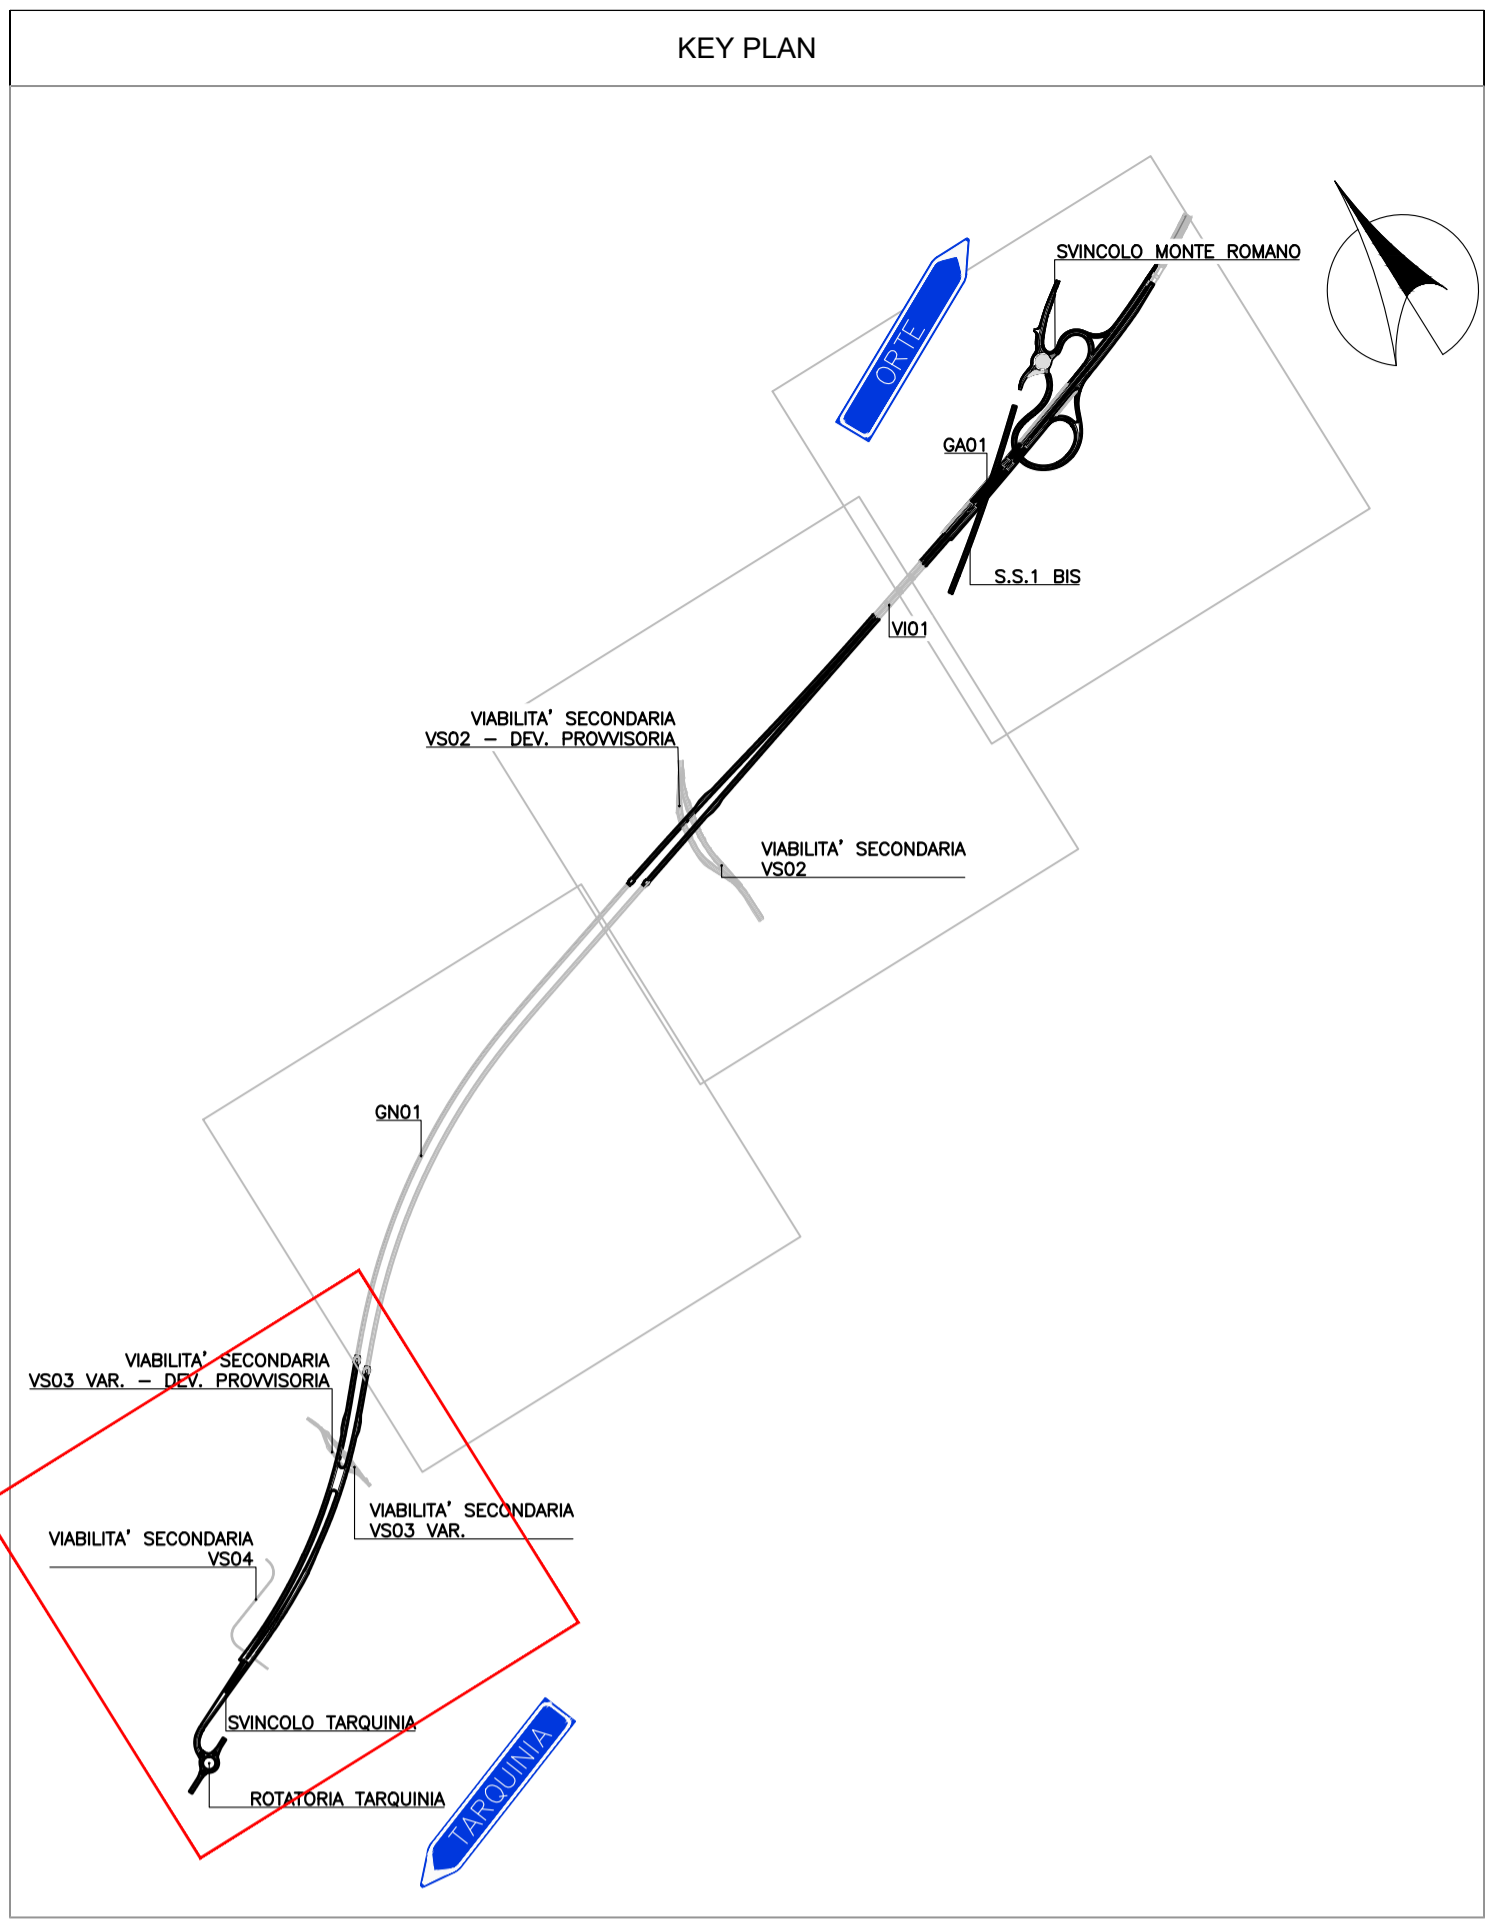 KEY PLAN
SVINCOLO MONTE ROMANO
ORTE
GA01
S.S.1 BIS
VI01
VIABILITA' SECONDARIA
VS02 - DEV. PROVVISORIA
VIABILITA' SECONDARIA
VS02
GN01
VIABILITA' SECONDARIA
VS03 VAR. - DEV. PROVVISORIA
VIABILITA' SECONDARIA
VS03 VAR.
VIABILITA' SECONDARIA
VS04
SVINCOLO TARQUINIA
TARQUINIA
ROTATORIA TARQUINIA